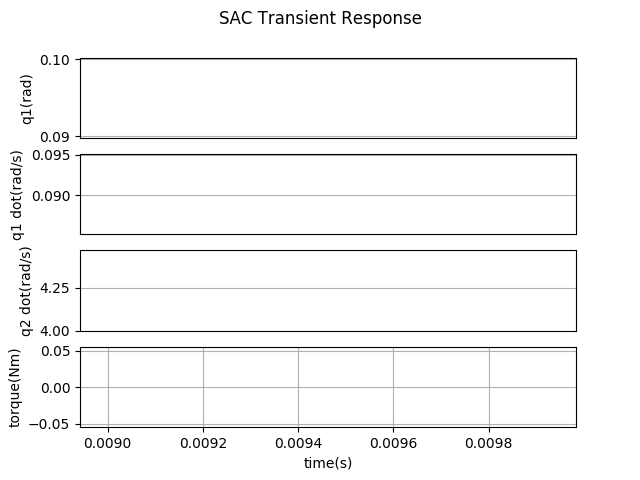 SAC Transient Response
q1(rad)
0.10
0.09
q1 dot(rad/s)
0.095
0.090
q2 dot(rad/s)
4.25
4.00
torque(Nm)
0.05
0.00
−0.05
0.0090 0.0092 0.0094 0.0096 0.0098
time(s)